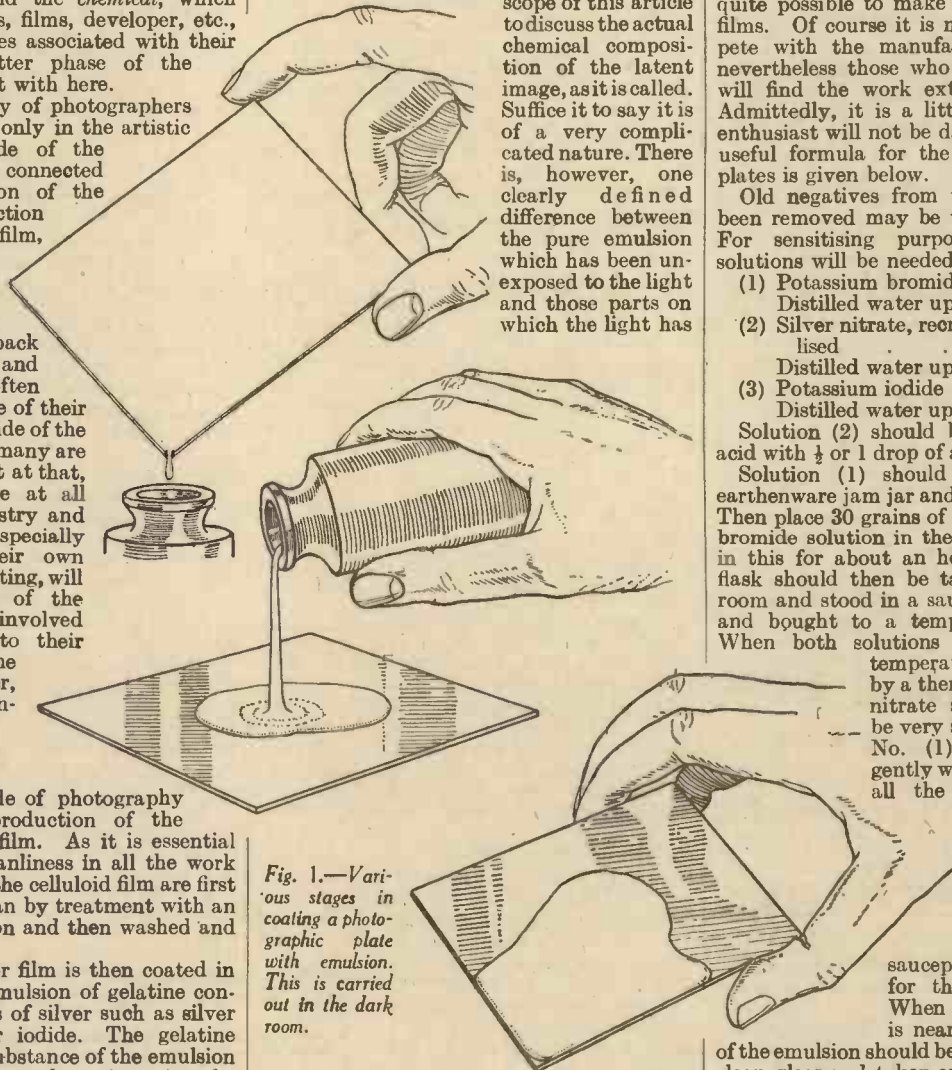 the chemical, which
s, films, developer, etc.,
es associated with their
phase of the
t with here.
y of photographers
only in the artistic
de of the
connected
on of the
ction
film,
back
and
ften
e of their
de of the
many are
t at that,
e at all
stry and
specially
eir own
ting, will
of the
involved
to their
ne
r,
n-
le of photography
roduction of the
film. As it is essential
anliness in all the work
he celluloid film are first
an by treatment with an
on and then washed and
r film is then coated in
mulsion of gelatine con-
s of silver such as silver
r iodide. The gelatine
bstance of the emulsion
Fig. 1.—Vari-
ous stages in
coating a photo-
graphic plate
with emulsion.
This is carried
out in the dark
room.
scope of this article
to discuss the actual
chemical composi-
tion of the latent
image, as it is called.
Suffice it to say it is
of a very compli-
cated nature. There
is, however, one
clearly defined
difference between
the pure emulsion
which has been un-
exposed to the light
and those parts on
which the light has
quite possible to make
films. Of course it is n
pete with the manufa
nevertheless those who
will find the work ext
Admittedly, it is a litt
enthusiast will not be d
useful formula for the
plates is given below.
Old negatives from
been removed may be
For sensitising purpo
solutions will be needed
(1) Potassium bromid
Distilled water up
(2) Silver nitrate, recr
lised . .
Distilled water up
(3) Potassium iodide
Distilled water up
Solution (2) should b
acid with ½ or 1 drop of a
Solution (1) should
earthenware jam jar and
Then place 30 grains of
bromide solution in the
in this for about an ho
flask should then be ta
room and stood in a sau
and bought to a temp
When both solutions
tempera
by a ther
nitrate s
be very s
No. (1)
gently w
all the
saucep
for th
When
is near
of the emulsion should be